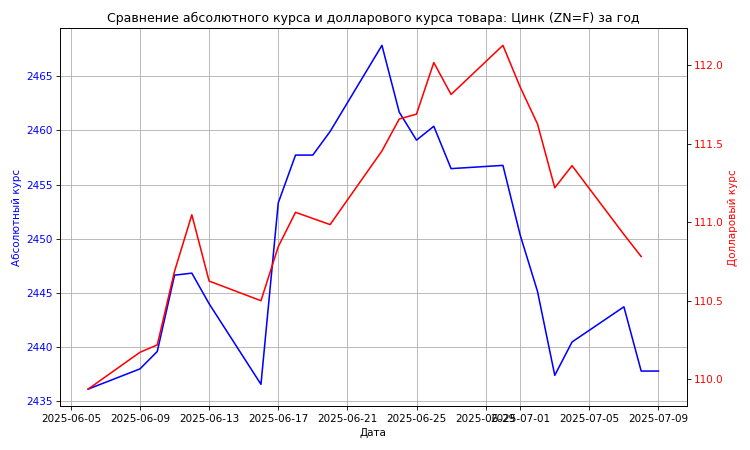 Сравнение абсолютного курса и долларового курса товара: Цинк (ZN=F) за год
Абсолютный курс
2465
2460
2455
2450
2445
2440
2435
112.0
111.5
111.0
110.5
110.0
Долларовый курс
2025-06-05 2025-06-09 2025-06-13 2025-06-17 2025-06-21 2025-06-25 2025-06-29 2025-07-01 2025-07-05 2025-07-09
Дата